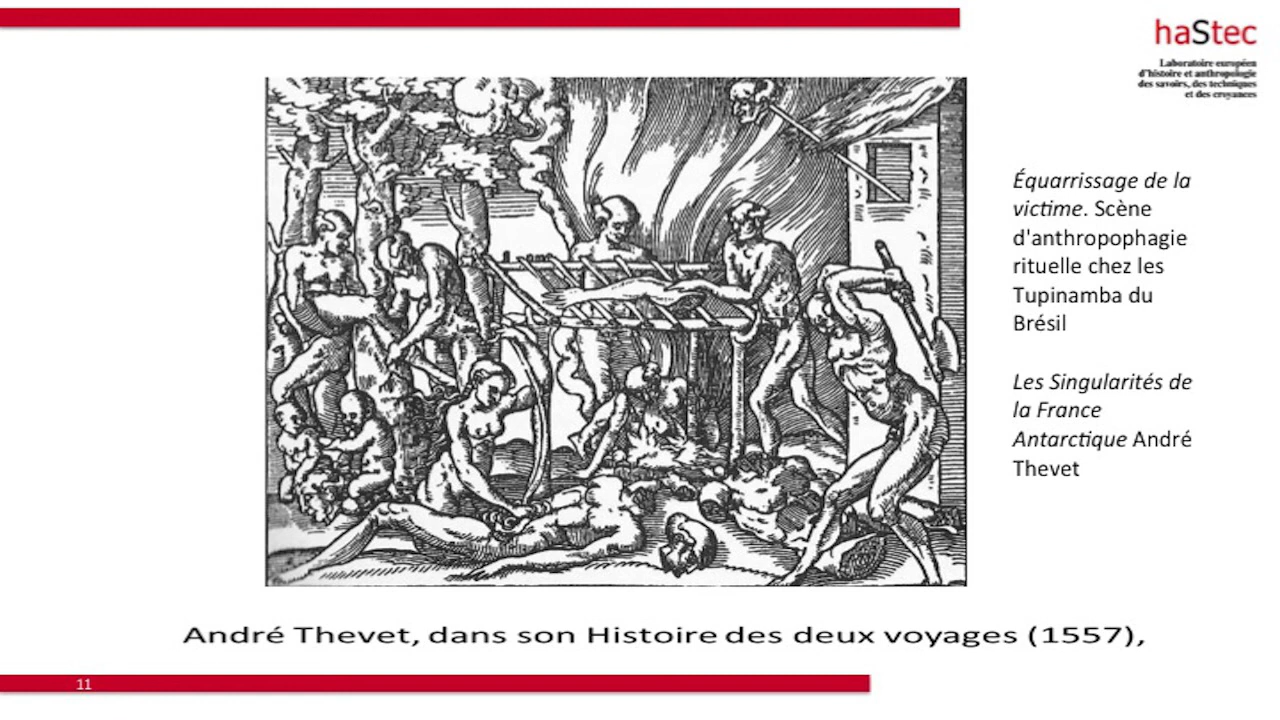 haStec
Laboratoire européen
d'histoire et anthropologie
des savoirs, des techniques
et des croyances
Équarrissage de la
victime. Scène
d'anthropophagie
rituelle chez les
Tupinamba du
Brésil
Les Singularités de
la France
Antarctique André
Thevet
André Thevet, dans son Histoire des deux voyages (1557),
11